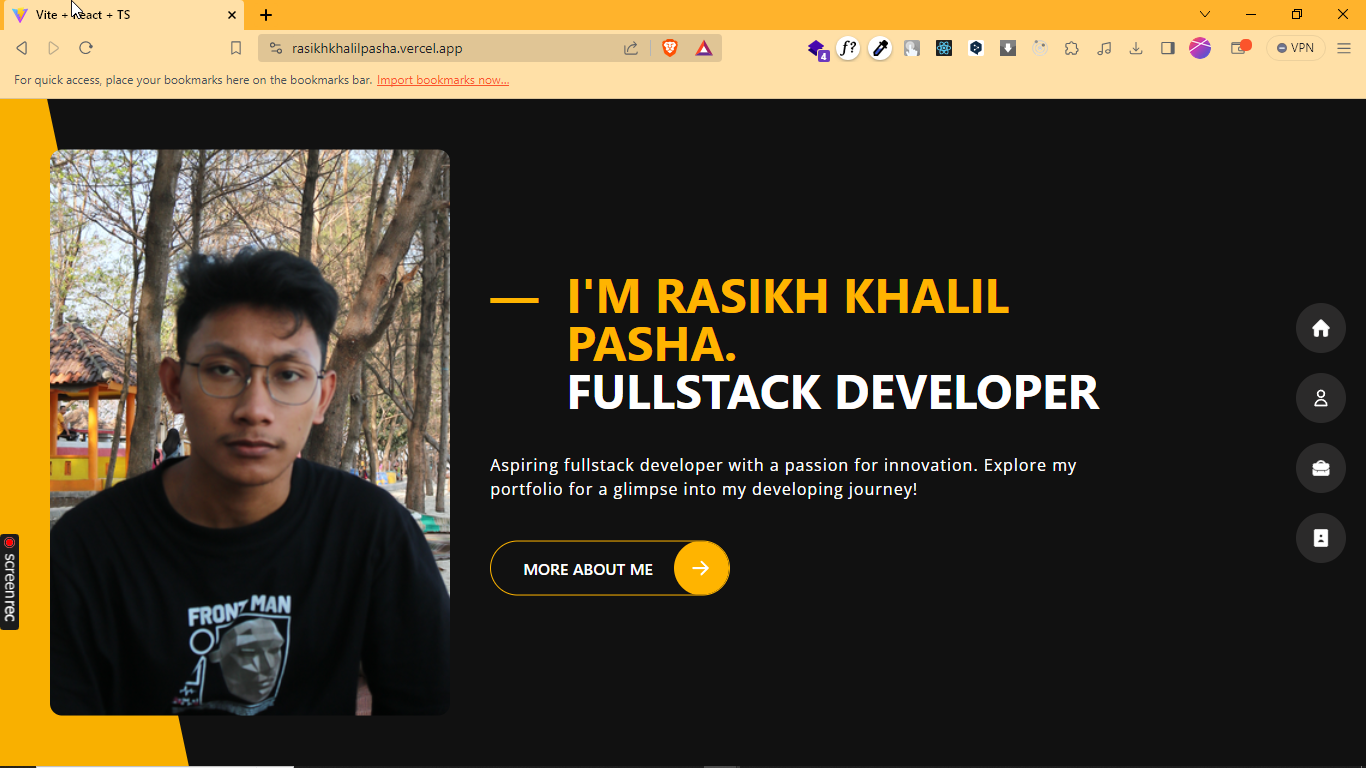 Vite + React + TS
rasikhkhalilpasha.vercel.app
f?
4
VPN
For quick access, place your bookmarks here on the bookmarks bar. Import bookmarks now...
— I'M RASIKH KHALIL
PASHA.
FULLSTACK DEVELOPER
Aspiring fullstack developer with a passion for innovation. Explore my
portfolio for a glimpse into my developing journey!
MORE ABOUT ME
screenrec
FRONT MAN